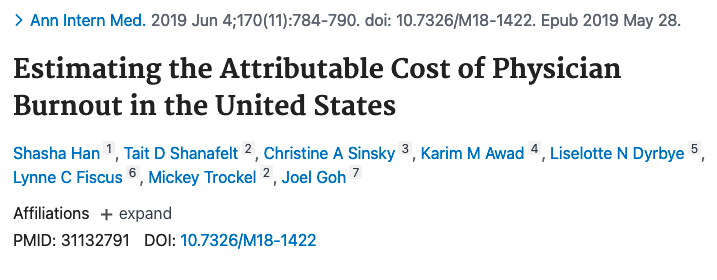 > Ann Intern Med. 2019 Jun 4;170(11):784-790. doi: 10.7326/M18-1422. Epub 2019 May 28.
Estimating the Attributable Cost of Physician
Burnout in the United States
Shasha Han 1, Tait D Shanafelt 2, Christine A Sinsky 3, Karim M Awad 4, Liselotte N Dyrbye 5,
Lynne C Fiscus 6, Mickey Trockel 2, Joel Goh 7
Affiliations + expand
PMID: 31132791 DOI: 10.7326/M18-1422